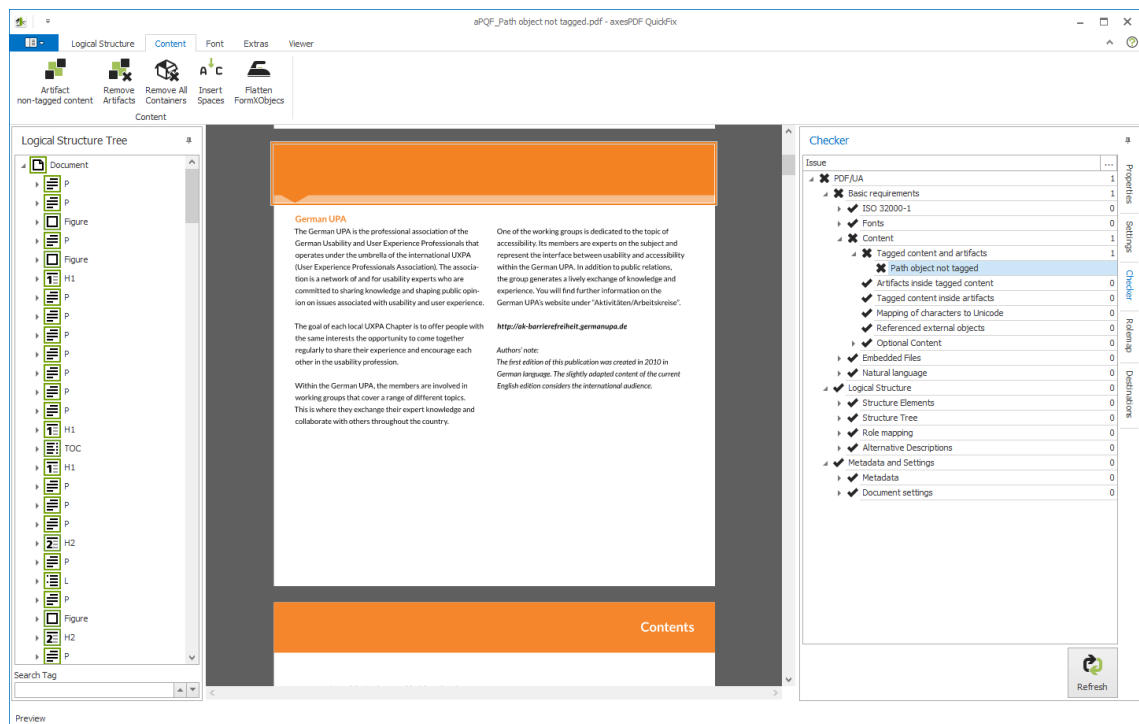 aPQF_Path object not tagged.pdf - axesPDF QuickFix
Logical Structure Content Font Extras Viewer
Artifact
non-tagged content
Remove
Artifacts
Remove All
Containers
Insert
Spaces
Flatten
FormXObjecs
Content
Logical Structure Tree
Document
P
P
Figure
P
Figure
H1
P
P
P
P
P
P
P
H1
TOC
H1
P
P
P
H2
P
L
P
Figure
H2
P
Search Tag
Preview
German UPA
The German UPA is the professional association of the
German Usability and User Experience Professionals that
operates under the umbrella of the international UXPA
(User Experience Professionals Association). The associa-
tion is a network of and for usability experts who are
committed to sharing knowledge and shaping public opin-
ion on issues associated with usability and user experience.
The goal of each local UXPA Chapter is to offer people with
the same interests the opportunity to come together
regularly to share their experience and encourage each
other in the usability profession.
Within the German UPA, the members are involved in
working groups that cover a range of different topics.
This is where they exchange their expert knowledge and
collaborate with others throughout the country.
One of the working groups is dedicated to the topic of
accessibility. Its members are experts on the subject and
represent the interface between usability and accessibility
within the German UPA. In addition to public relations,
the group generates a lively exchange of knowledge and
experience. You will find further information on the
German UPA's website under "Aktivitäten/Arbeitskreise".
http://ak-barrierefreiheit.germanupa.de
Authors' note:
The first edition of this publication was created in 2010 in
German language. The slightly adapted content of the current
English edition considers the international audience.
Contents
Checker
Issue ...
PDF/UA 1
Basic requirements 1
ISO 32000-1 0
Fonts 0
Content 1
Tagged content and artifacts 1
Path object not tagged
Artifacts inside tagged content 0
Tagged content inside artifacts 0
Mapping of characters to Unicode 0
Referenced external objects 0
Optional Content 0
Embedded Files 0
Natural language 0
Logical Structure 0
Structure Elements 0
Structure Tree 0
Role mapping 0
Alternative Descriptions 0
Metadata and Settings 0
Metadata 0
Document settings 0
Refresh
Properties
Settings
Checker
Rolemap
Destinations